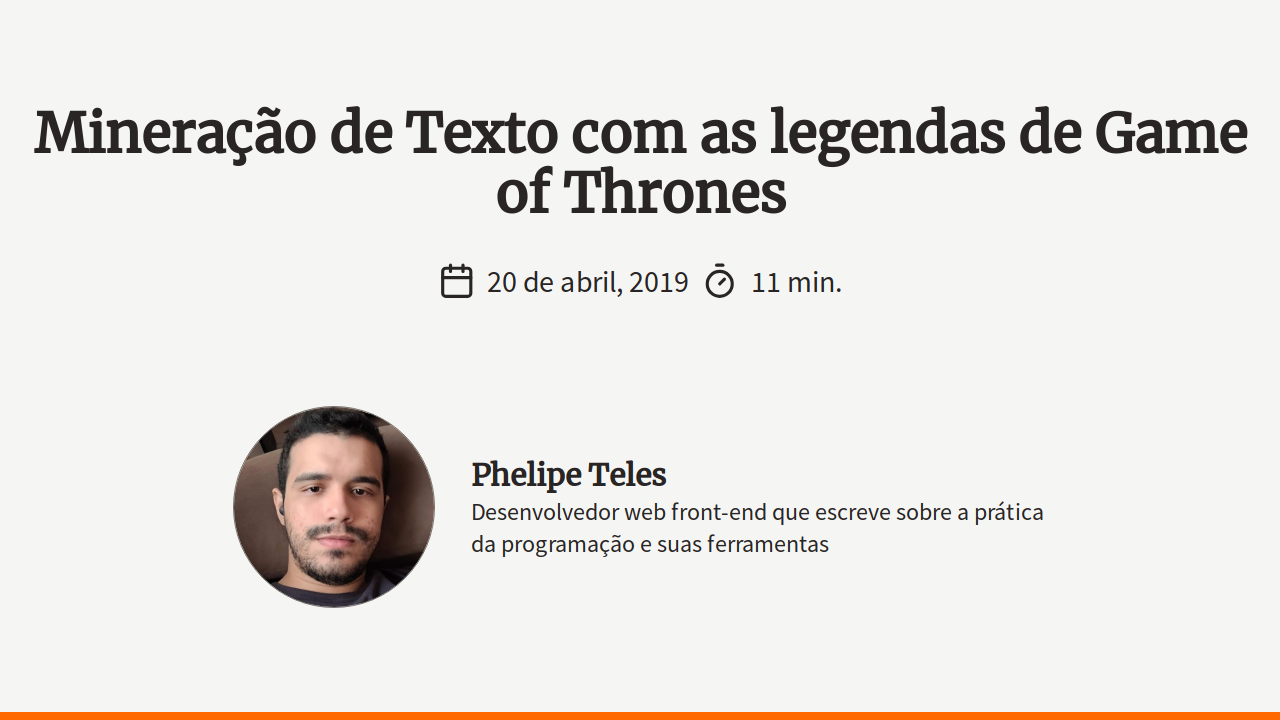 Mineração de Texto com as legendas de Game
of Thrones
20 de abril, 2019 11 min.
Phelipe Teles
Desenvolvedor web front-end que escreve sobre a prática
da programação e suas ferramentas